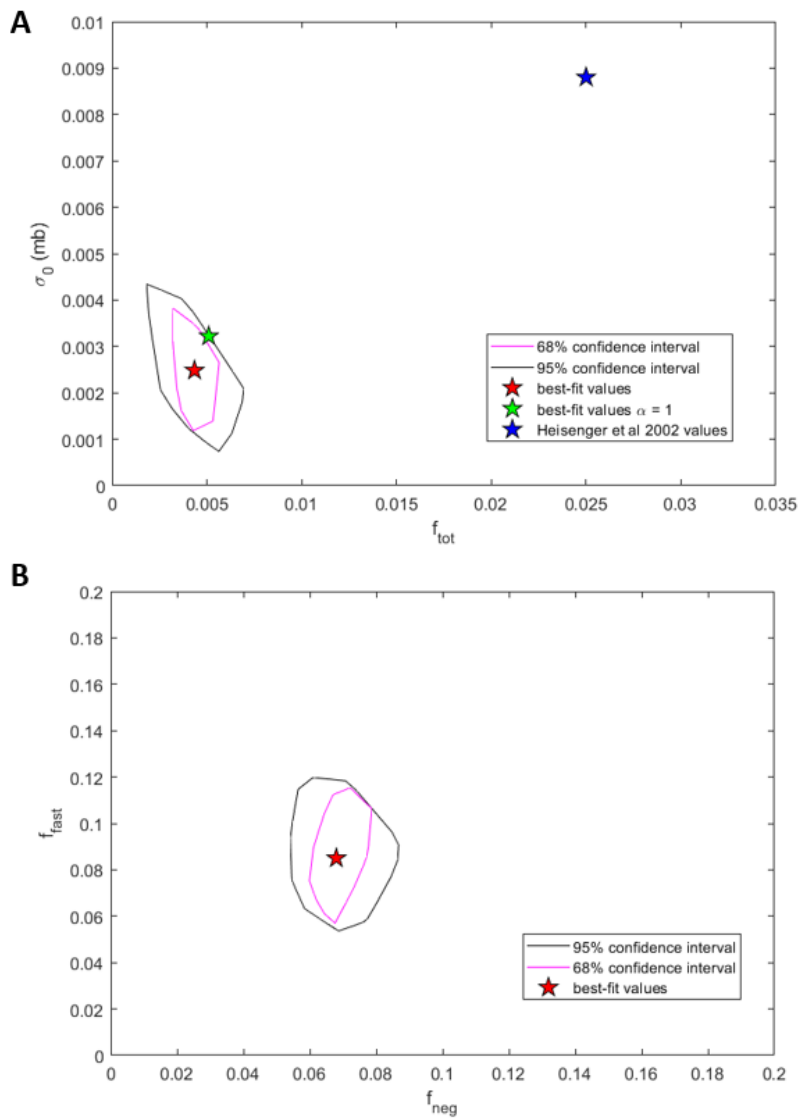 A
0.01
0.009
0.008
0.007
0.006
0.005
0.004
0.003
0.002
0.001
0
σ0 (mb)
68% confidence interval
95% confidence interval
best-fit values
best-fit values α = 1
Heisenger et al 2002 values
0 0.005 0.01 0.015 0.02 0.025 0.03 0.035
ftot
B
0.2
0.18
0.16
0.14
0.12
0.1
0.08
0.06
0.04
0.02
0
ffast
95% confidence interval
68% confidence interval
best-fit values
0 0.02 0.04 0.06 0.08 0.1 0.12 0.14 0.16 0.18 0.2
fneg